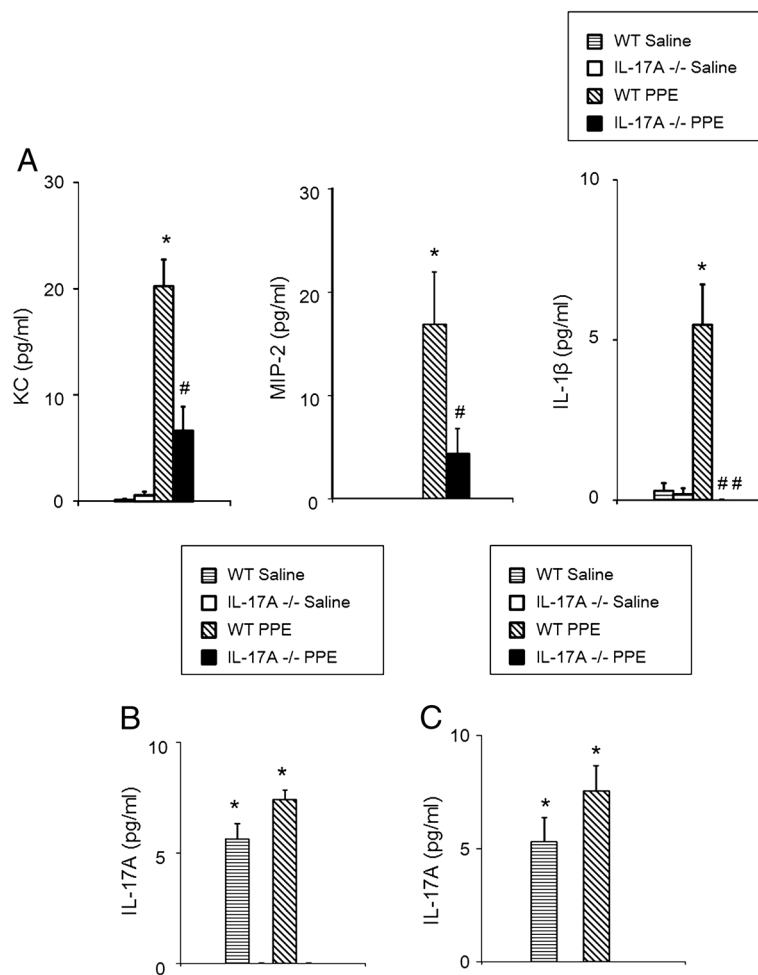 WT Saline
IL-17A -/- Saline
WT PPE
IL-17A -/- PPE
A
30
20
10
0
KC (pg/ml)
*
#
30
20
10
0
MIP-2 (pg/ml)
*
#
10
5
0
IL-1β (pg/ml)
*
# #
WT Saline
IL-17A -/- Saline
WT PPE
IL-17A -/- PPE
WT Saline
IL-17A -/- Saline
WT PPE
IL-17A -/- PPE
B
10
5
0
IL-17A (pg/ml)
*
*
C
10
5
0
IL-17A (pg/ml)
*
*